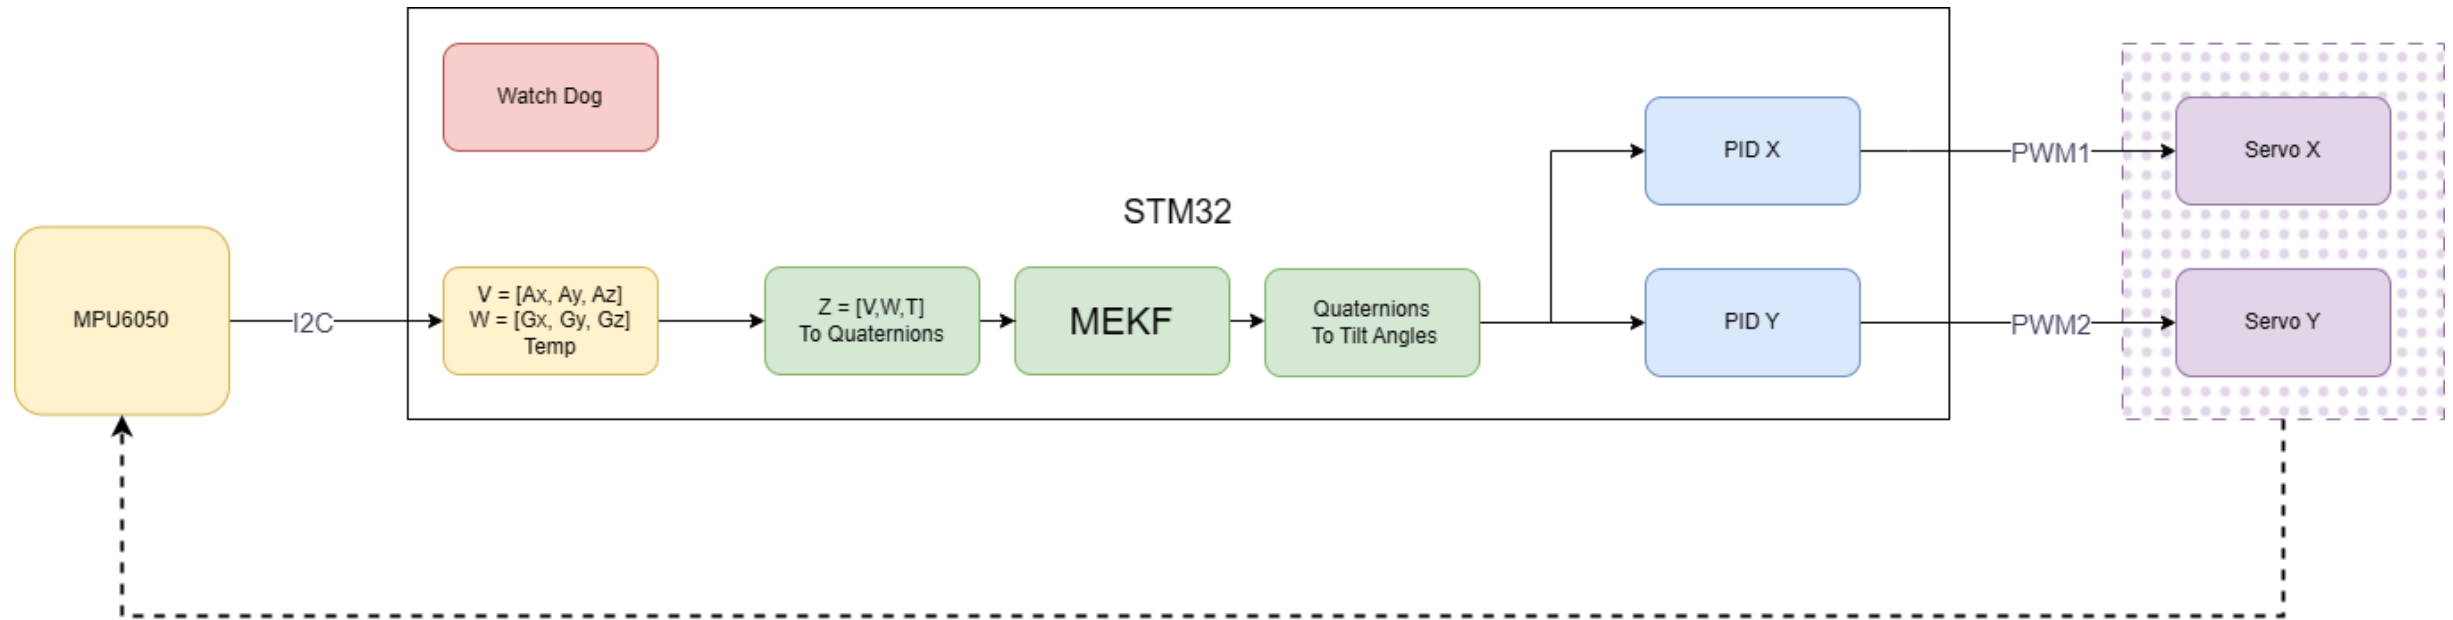 Watch Dog
STM32
MPU6050
I2C
V = [Ax, Ay, Az]
W = [Gx, Gy, Gz]
Temp
Z = [V,W,T]
To Quaternions
MEKF
Quaternions
To Tilt Angles
PID X
PWM1
Servo X
PID Y
PWM2
Servo Y